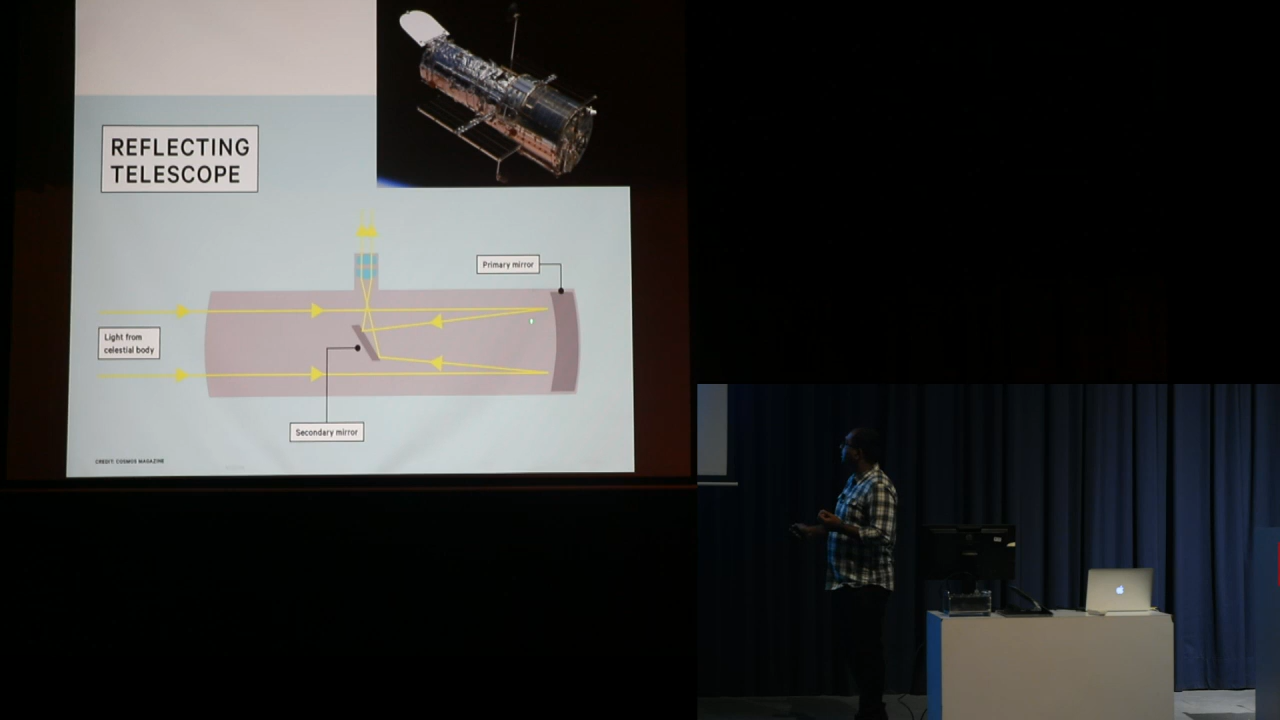 REFLECTING
TELESCOPE
Primary mirror
Light from
celestial body
Secondary mirror
CREDIT: COSMOS MAGAZINE